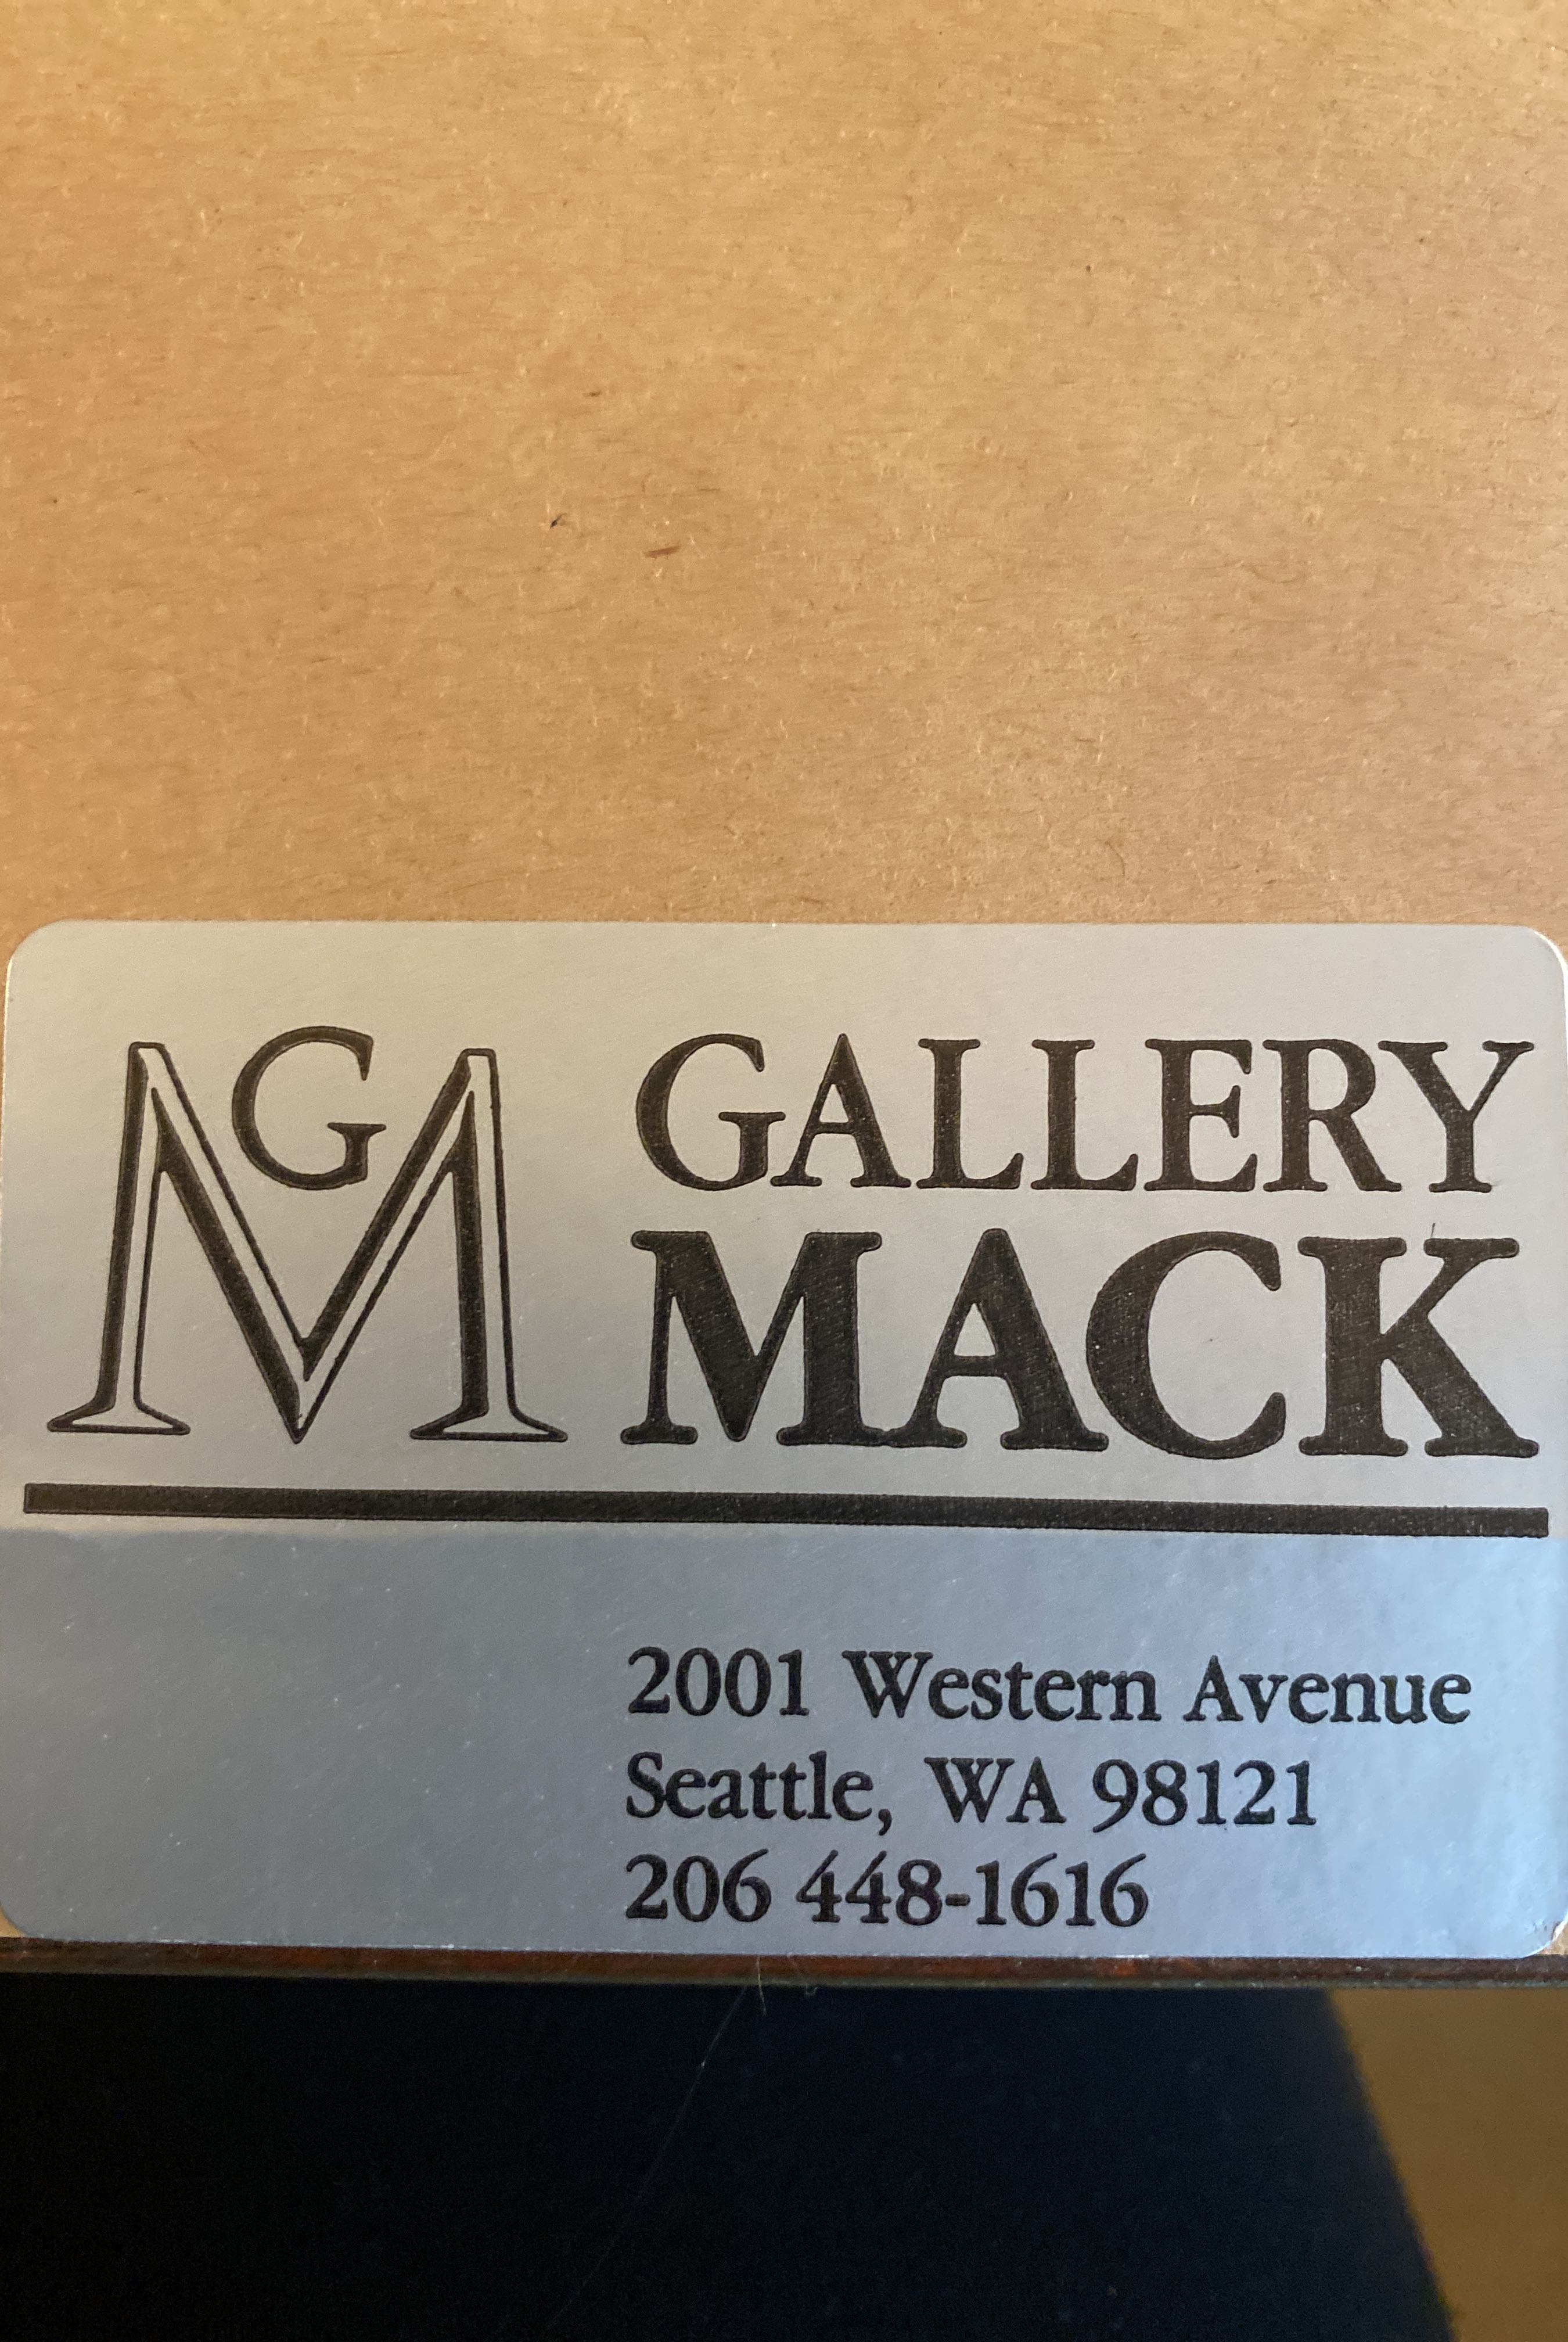 GM
GALLERY
MACK
2001 Western Avenue
Seattle, WA 98121
206 448-1616